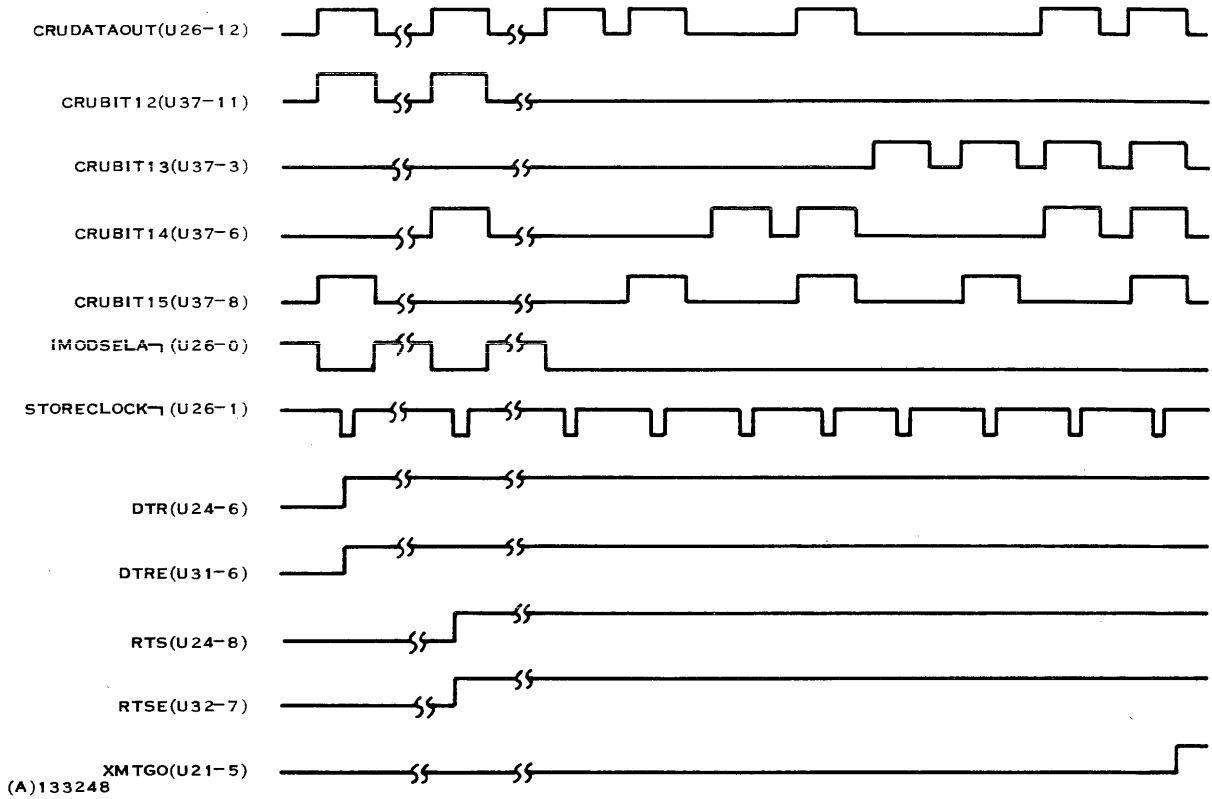 CRUDATAOUT(U26-12)
CRUBIT12(U37-11)
CRUBIT13(U37-3)
CRUBIT14(U37-6)
CRUBIT15(U37-8)
IMODSELA¬ (U26-0)
STORECLOCK¬ (U26-1)
DTR(U24-6)
DTRE(U31-6)
RTS(U24-8)
RTSE(U32-7)
XMTGO(U21-5)
(A)133248